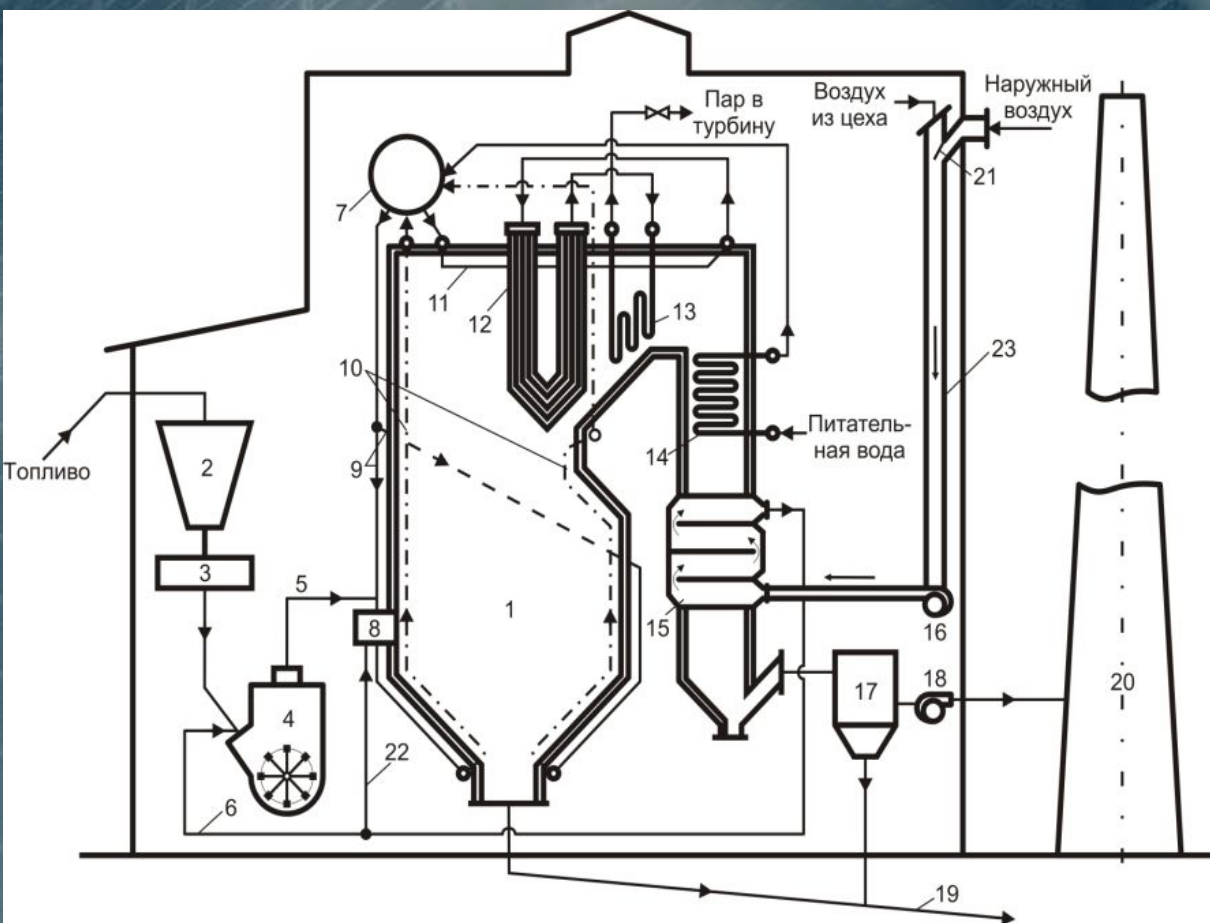 Пар в
турбину
Воздух
из цеха
Наружный
воздух
7
21
11
12
13
10
23
Топливо
2
9
14
Питатель-
ная вода
3
5
1
8
15
16
4
17
18
20
22
6
19